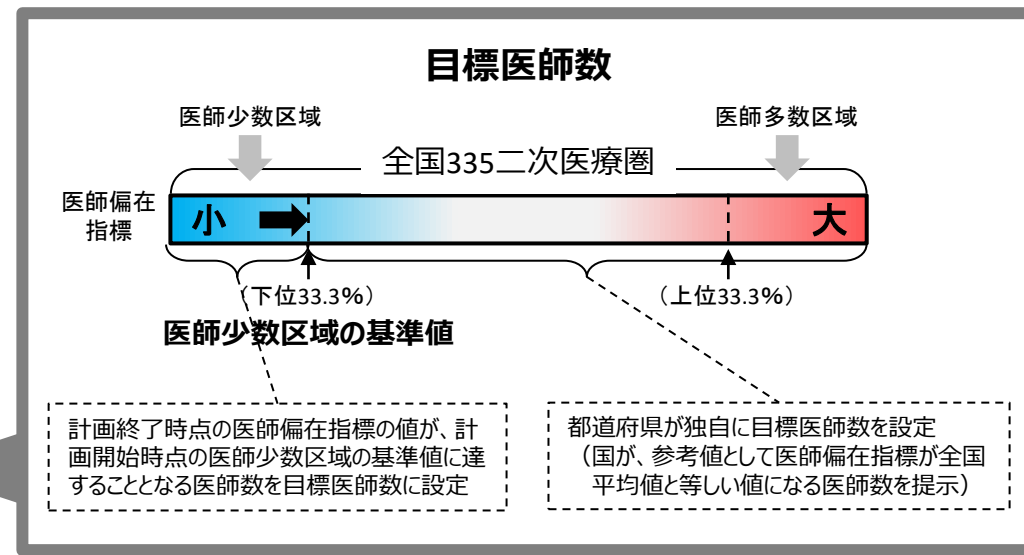 目標医師数
医師少数区域
医師多数区域
全国335二次医療圏
医師偏在
指標
小
大
（下位33.3%）
（上位33.3%）
医師少数区域の基準値
計画終了時点の医師偏在指標の値が、計
画開始時点の医師少数区域の基準値に達
することとなる医師数を目標医師数に設定
都道府県が独自に目標医師数を設定
（国が、参考値として医師偏在指標が全国
平均値と等しい値になる医師数を提示）